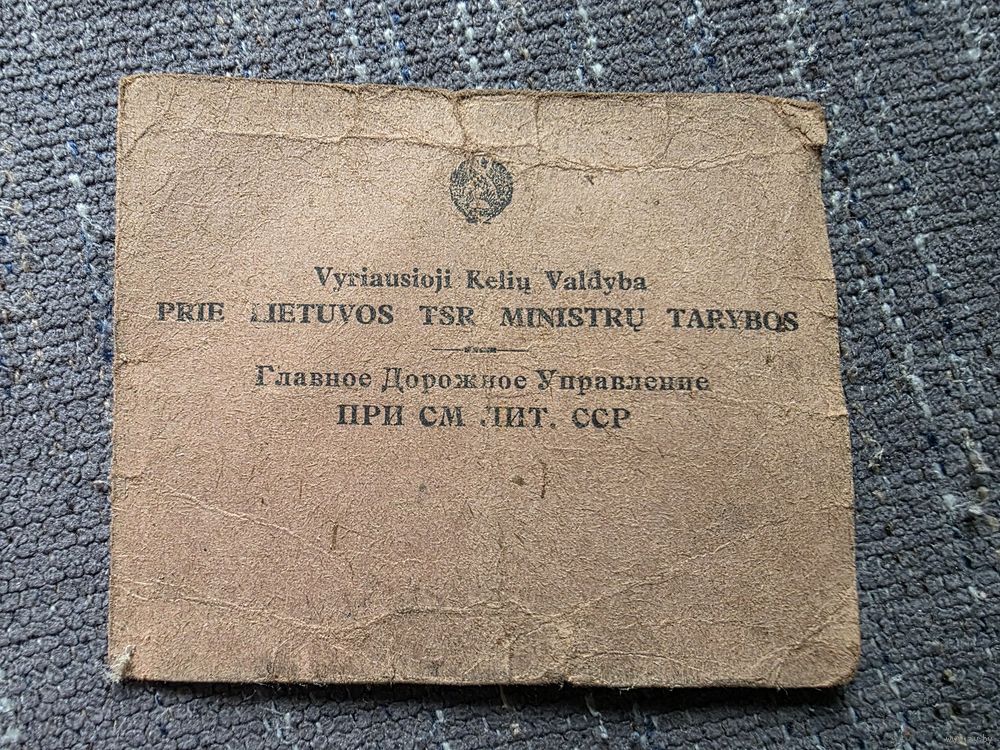 Vyriausioji Kelių Valdyba
PRIE LIETUVOS TSR MINISTRŲ TARYBOS
Главное Дорожное Управление
ПРИ СМ ЛИТ. ССР